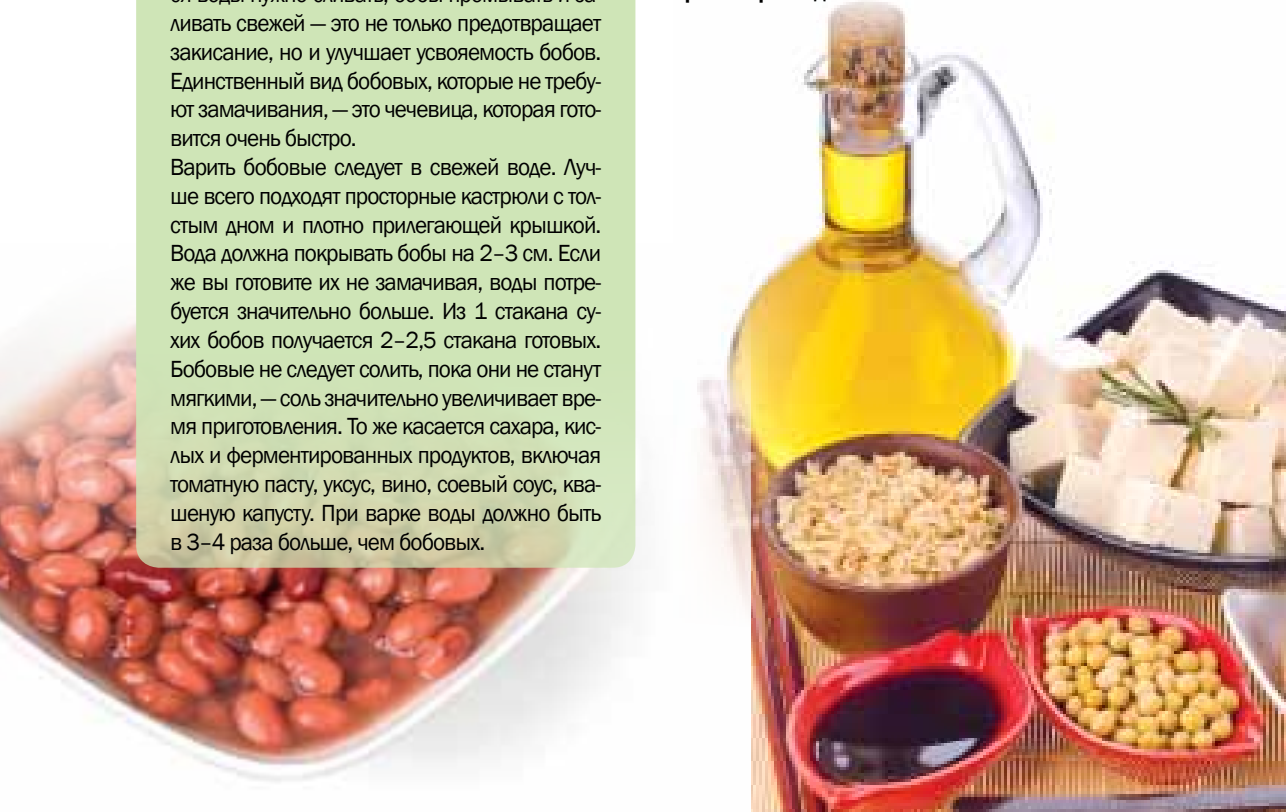 ливать свежей — это не только предотвращает
закисание, но и улучшает усвояемость бобов.
Единственный вид бобовых, которые не требу-
ют замачивания, — это чечевица, которая гото-
вится очень быстро.
Варить бобовые следует в свежей воде. Луч-
ше всего подходят просторные кастрюли с тол-
стым дном и плотно прилегающей крышкой.
Вода должна покрывать бобы на 2–3 см. Если
же вы готовите их не замачивая, воды потре-
буется значительно больше. Из 1 стакана су-
хих бобов получается 2–2,5 стакана готовых.
Бобовые не следует солить, пока они не станут
мягкими, — соль значительно увеличивает вре-
мя приготовления. То же касается сахара, кис-
лых и ферментированных продуктов, включая
томатную пасту, уксус, вино, соевый соус, ква-
шеную капусту. При варке воды должно быть
в 3–4 раза больше, чем бобовых.